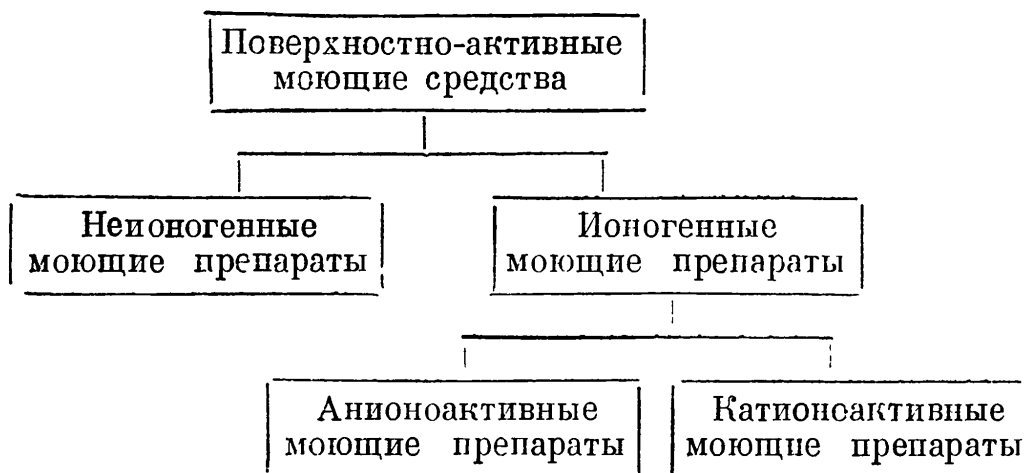 Поверхностно-активные
моющие средства
Неионогенные
моющие препараты
Ионогенные
моющие препараты
Анионоактивные
моющие препараты
Катионоактивные
моющие препараты